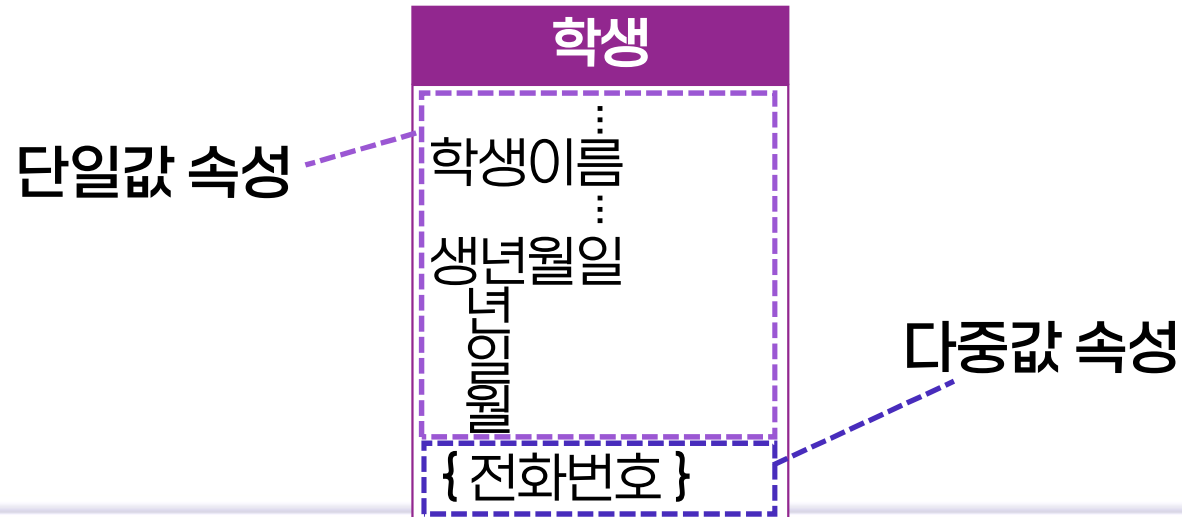 학생
⋮
학생이름
단일값 속성
⋮
생년월일
년
일
월
다중값 속성
{ 전화번호 }